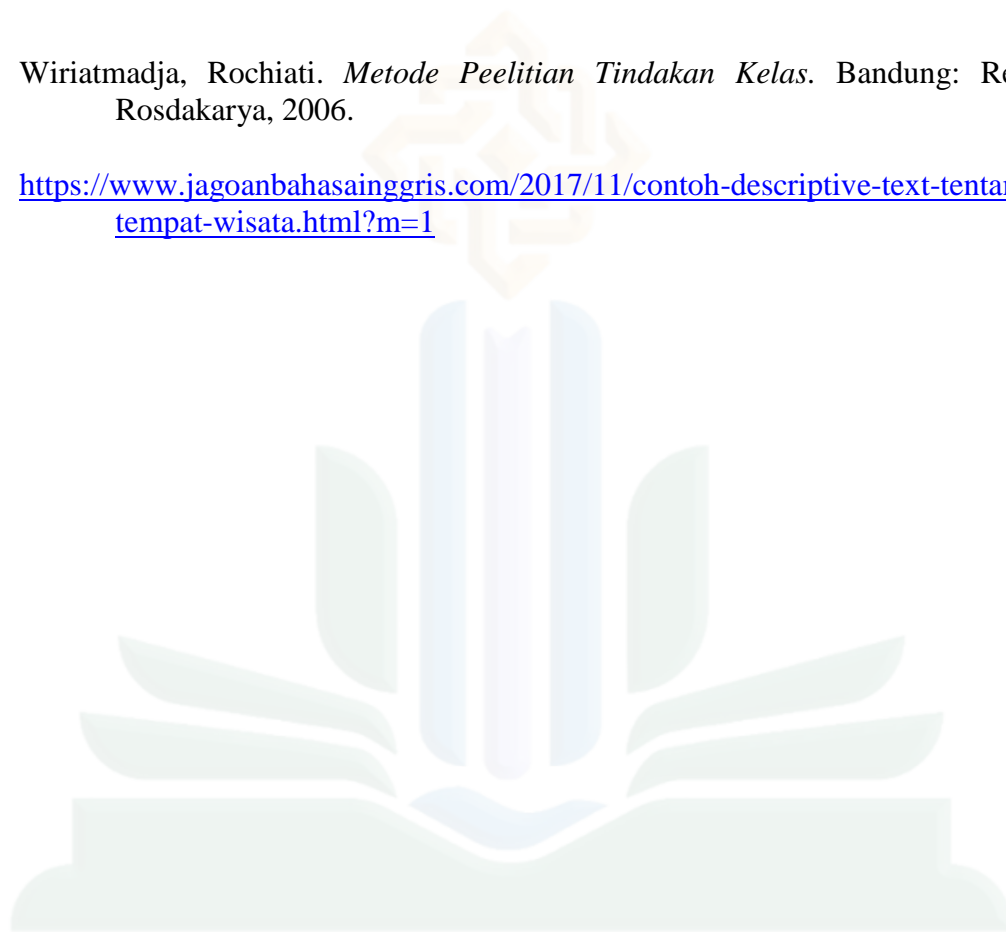 Wiriatmadja, Rochiati. Metode Peelitian Tindakan Kelas. Bandung: Re
Rosdakarya, 2006.
https://www.jagoanbahasainggris.com/2017/11/contoh-descriptive-text-tentan
tempat-wisata.html?m=1